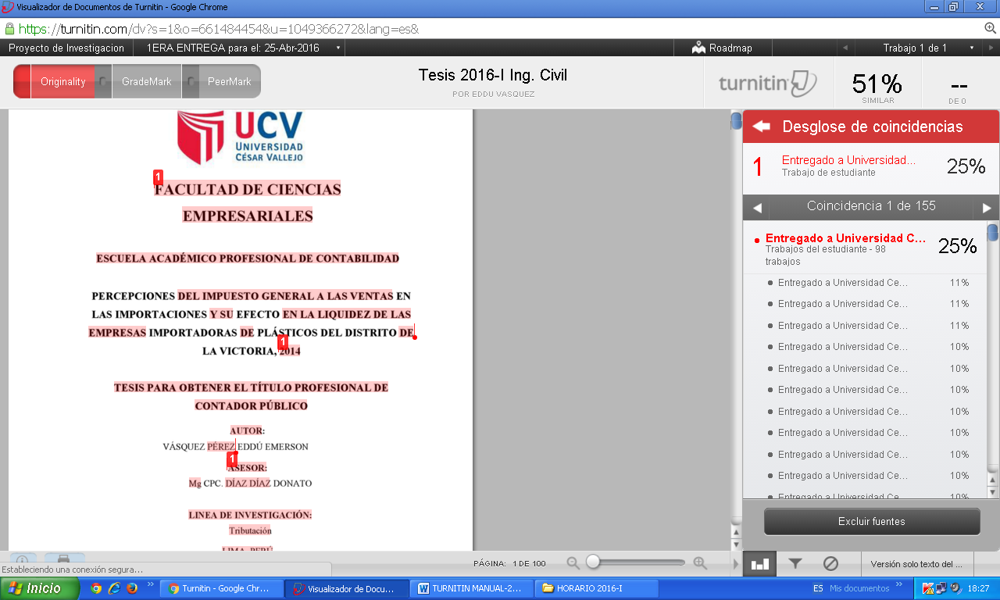 Visualizador de Documentos de Turnitin - Google Chrome
https://turnitin.com/dv?s=1&o=661484454&u=1049366272&lang=es&
Proyecto de Investigacion
1ERA ENTREGA para el: 25-Abr-2016
Roadmap
Trabajo 1 de 1
Originality
GradeMark
PeerMark
Tesis 2016-I Ing. Civil
POR EDDU VASQUEZ
turnitin
51%
SIMILAR
--
DE 0
UCV
UNIVERSIDAD
CÉSAR VALLEJO
1
FACULTAD DE CIENCIAS
EMPRESARIALES
ESCUELA ACADÉMICO PROFESIONAL DE CONTABILIDAD
PERCEPCIONES DEL IMPUESTO GENERAL A LAS VENTAS EN
LAS IMPORTACIONES Y SU EFECTO EN LA LIQUIDEZ DE LAS
EMPRESAS IMPORTADORAS DE PLÁSTICOS DEL DISTRITO DE
1
LA VICTORIA, 2014
TESIS PARA OBTENER EL TÍTULO PROFESIONAL DE
CONTADOR PÚBLICO
AUTOR:
VÁSQUEZ PÉREZ EDDÚ EMERSON
1
ASESOR:
Mg CPC. DÍAZ DÍAZ DONATO
LINEA DE INVESTIGACIÓN:
Tributación
LIMA- PERÚ
Desglose de coincidencias
1
Entregado a Universidad...
Trabajo de estudiante
25%
Coincidencia 1 de 155
Entregado a Universidad C...
Trabajos del estudiante - 98
trabajos
25%
Entregado a Universidad Ce... 11%
Entregado a Universidad Ce... 11%
Entregado a Universidad Ce... 11%
Entregado a Universidad Ce... 10%
Entregado a Universidad Ce... 10%
Entregado a Universidad Ce... 10%
Entregado a Universidad Ce... 10%
Entregado a Universidad Ce... 10%
Entregado a Universidad Ce... 10%
Entregado a Universidad Ce... 10%
Entregado a Universidad Ce... 10%
Excluir fuentes
PÁGINA: 1 DE 100
Versión solo texto del ...
Estableciendo una conexión segura...
Inicio
Turnitin - Google Chr...
Visualizador de Docu...
TURNITIN MANUAL-2...
HORARIO 2016-I
ES
Mis documentos
18:27